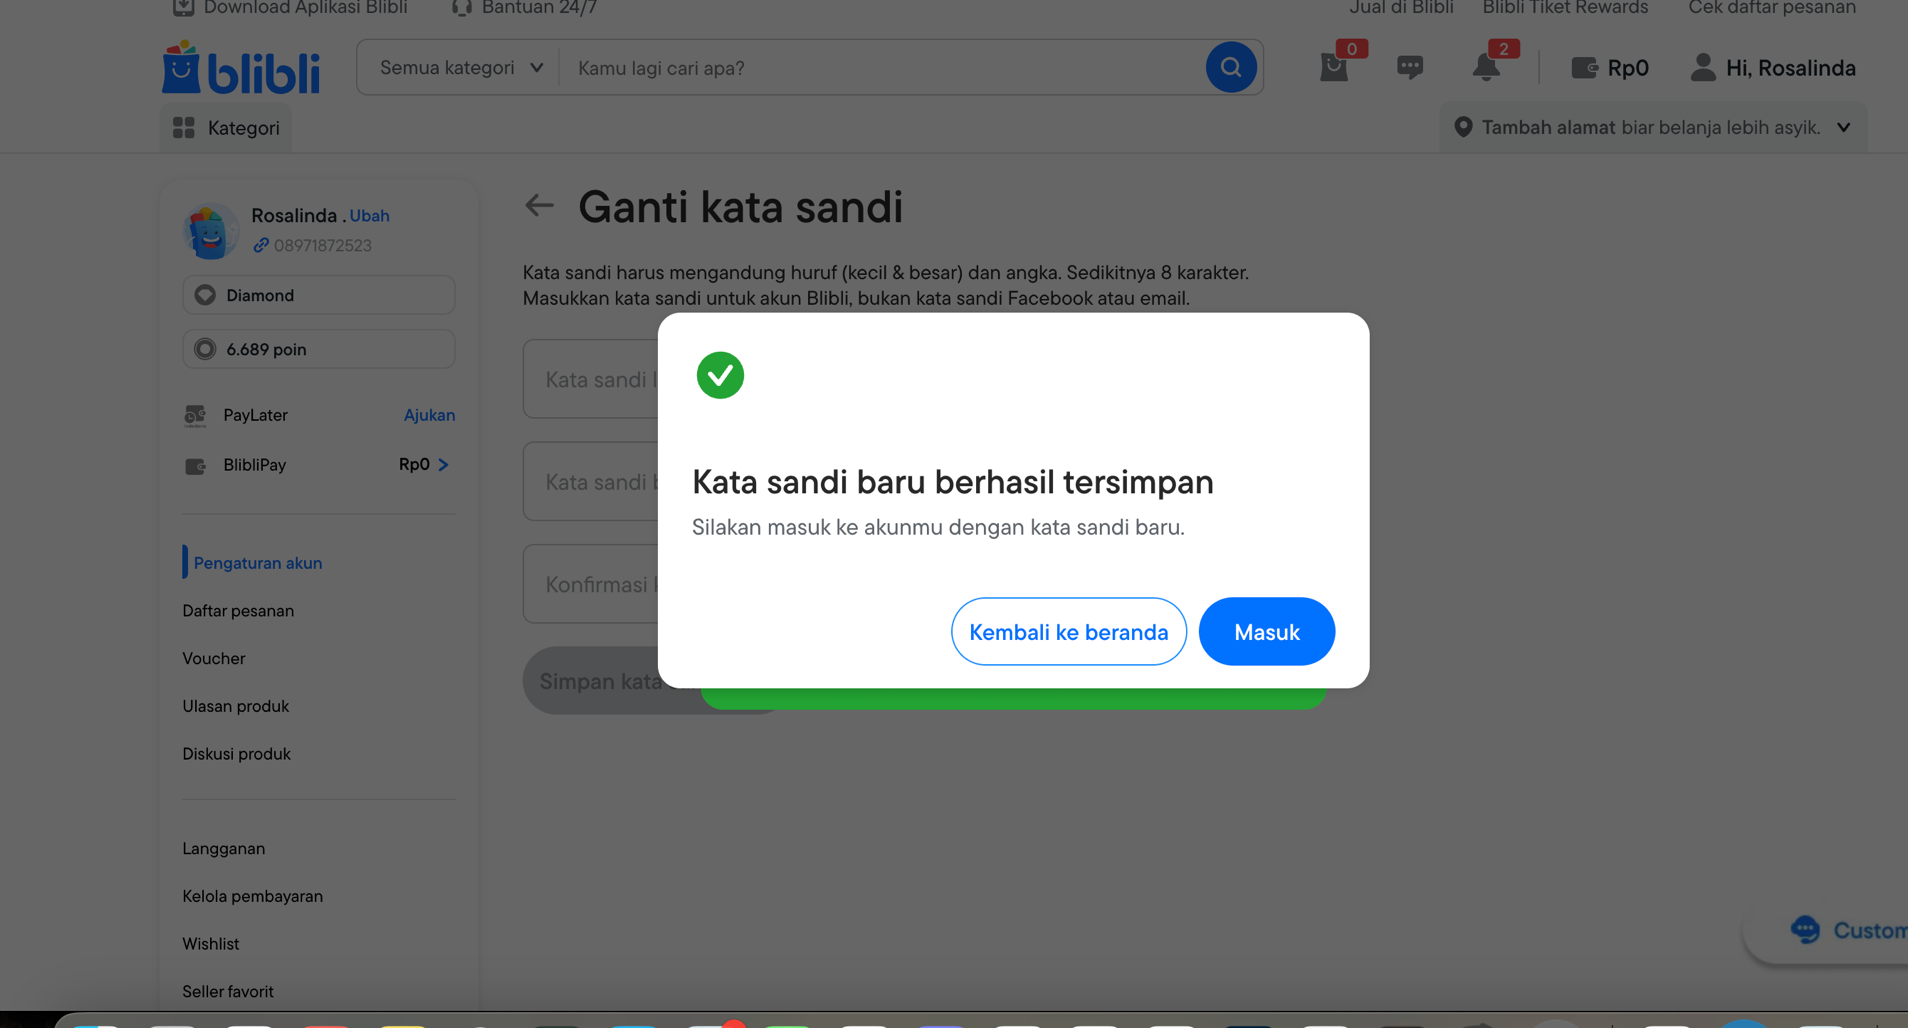 Download Aplikasi Blibli
Bantuan 24/7
Jual di Blibli
Blibli Tiket Rewards
Cek daftar pesanan
blibli
Semua kategori
Kamu lagi cari apa?
0
2
Rp0
Hi, Rosalinda
Kategori
Tambah alamat biar belanja lebih asyik.
Rosalinda . Ubah
08971872523
Diamond
6.689 poin
PayLater
Ajukan
BlibliPay
Rp0
Pengaturan akun
Daftar pesanan
Voucher
Ulasan produk
Diskusi produk
Langganan
Kelola pembayaran
Wishlist
Seller favorit
Ganti kata sandi
Kata sandi harus mengandung huruf (kecil & besar) dan angka. Sedikitnya 8 karakter.
Masukkan kata sandi untuk akun Blibli, bukan kata sandi Facebook atau email.
Kata sandi
Kata sandi
Konfirmasi
Simpan kata
Kata sandi baru berhasil tersimpan
Silakan masuk ke akunmu dengan kata sandi baru.
Kembali ke beranda
Masuk
Custom